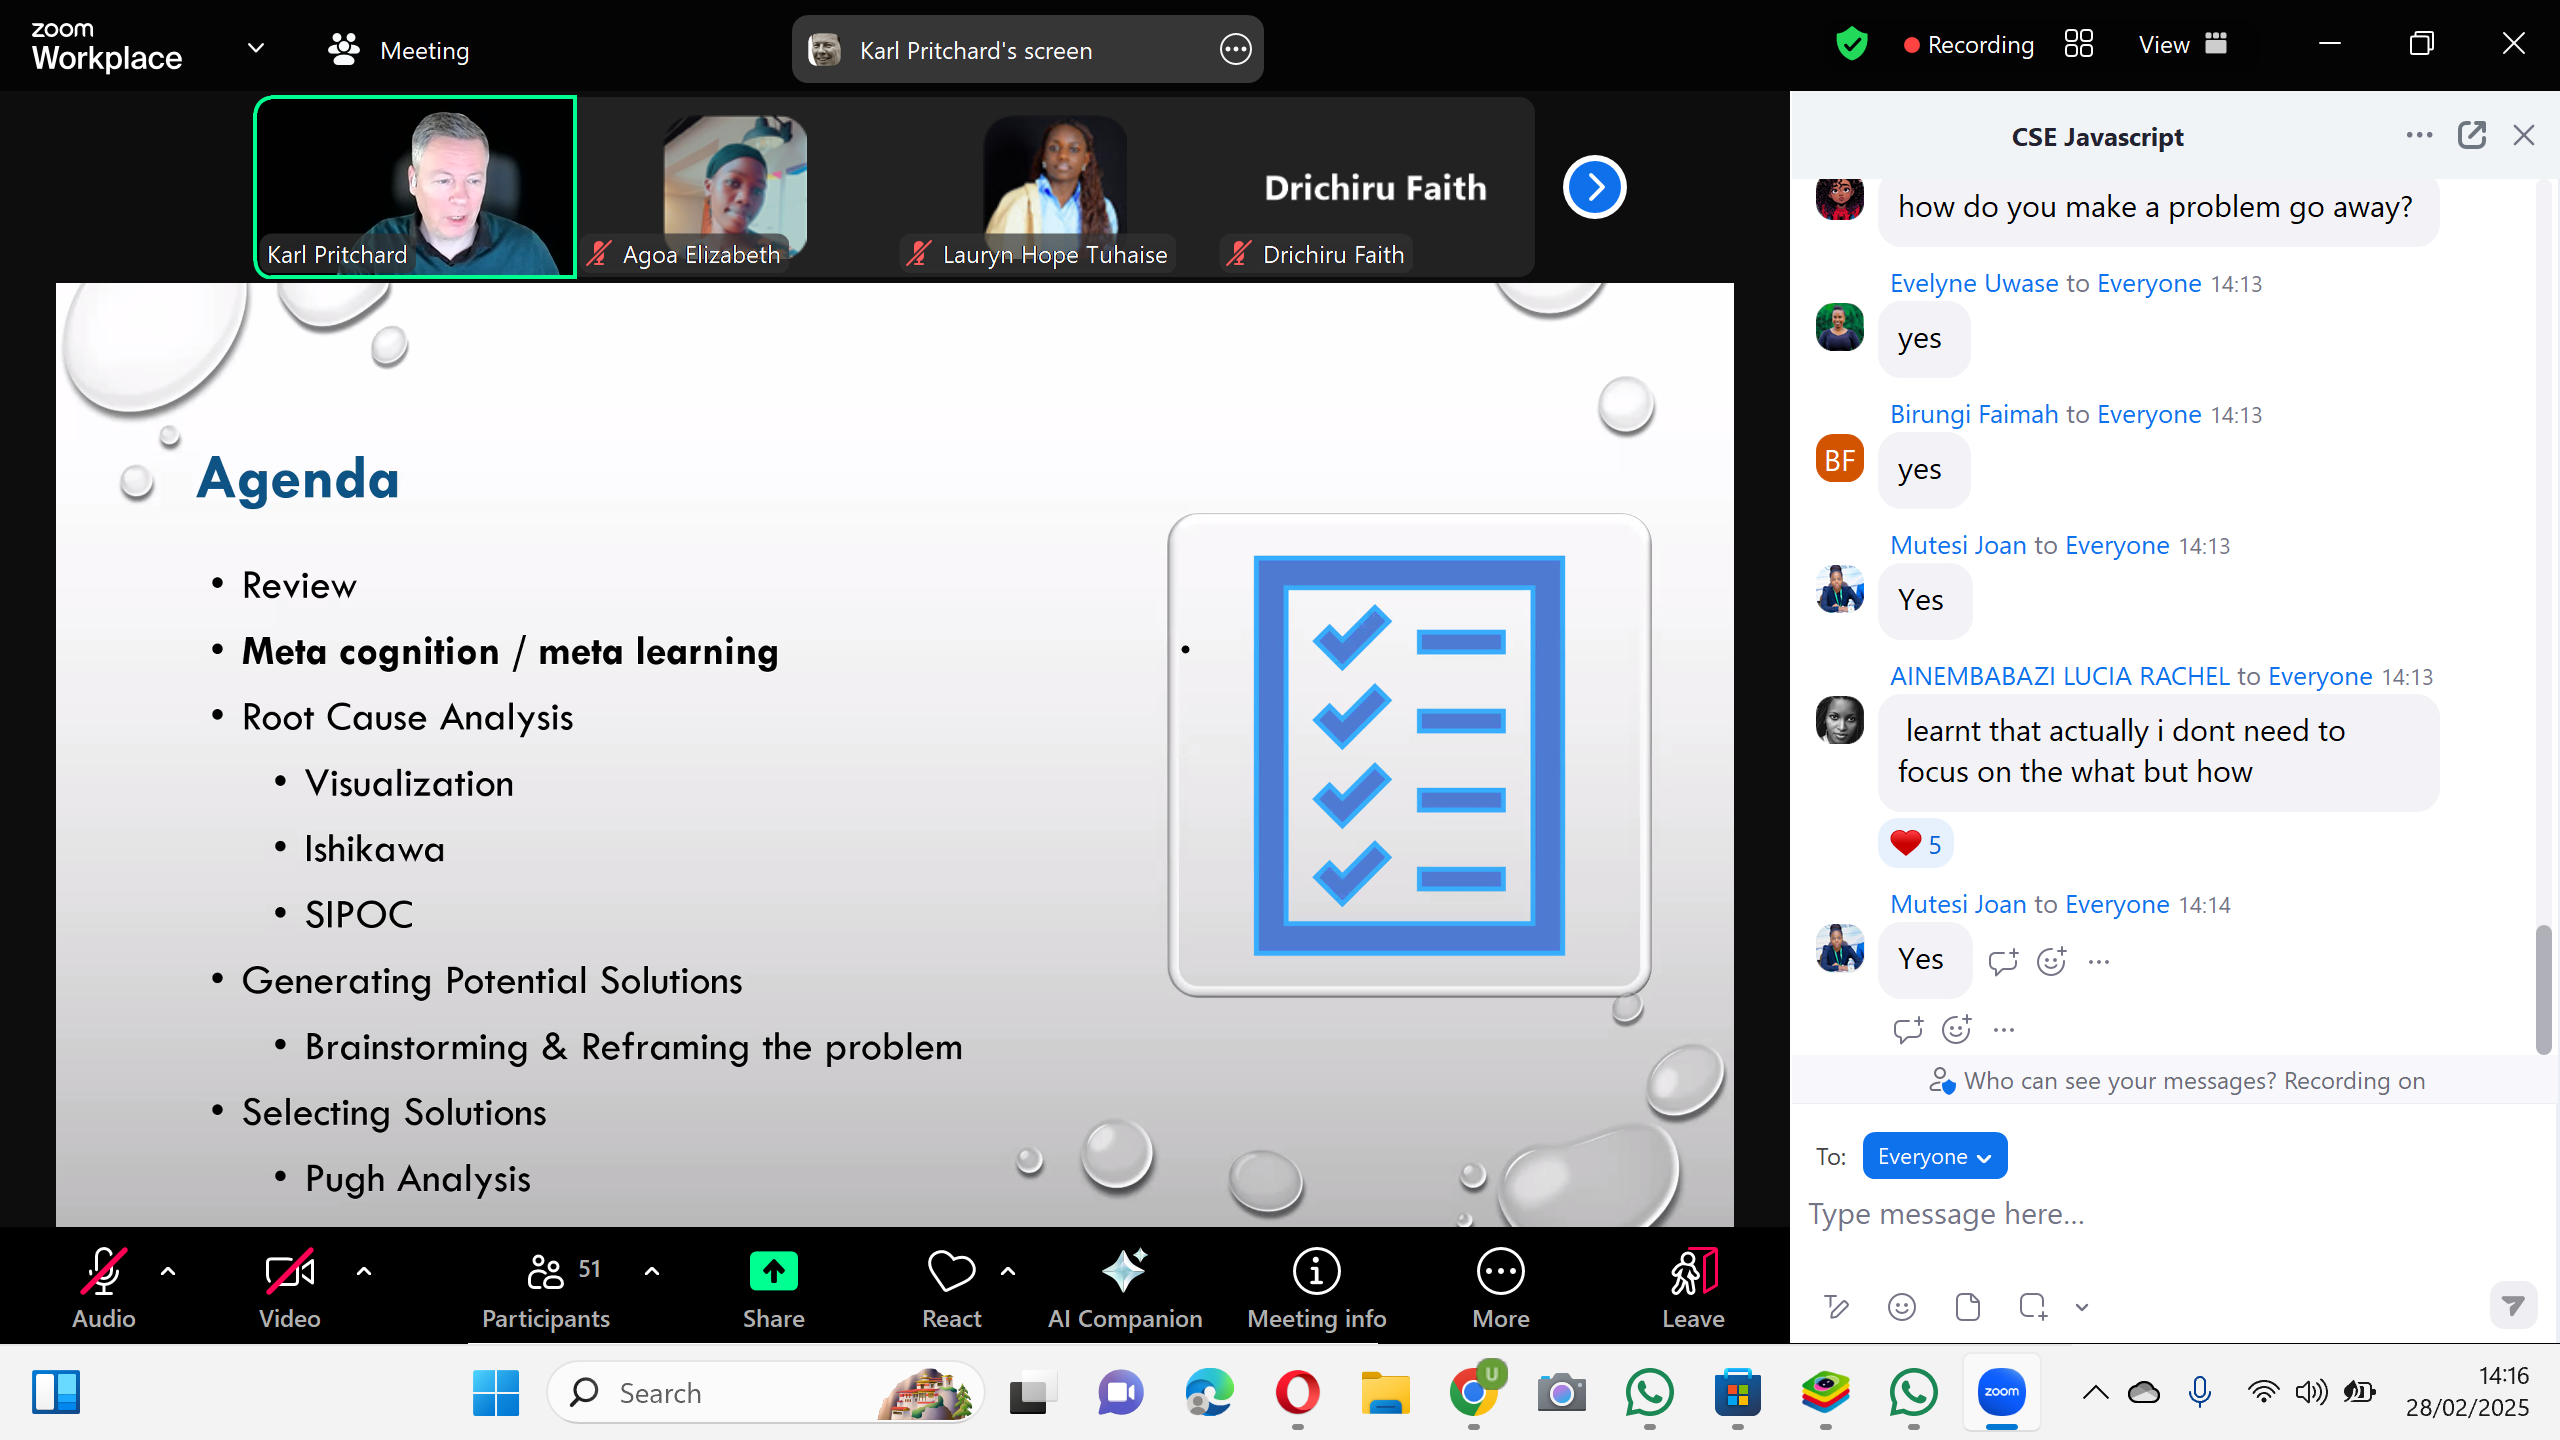 zoom
Workplace
Meeting
Karl Pritchard's screen
Recording
View
Karl Pritchard
Agoa Elizabeth
Lauryn Hope Tuhaise
Drichiru Faith
Drichiru Faith
Agenda
• Review
• Meta cognition / meta learning
• Root Cause Analysis
• Visualization
• Ishikawa
• SIPOC
• Generating Potential Solutions
• Brainstorming & Reframing the problem
• Selecting Solutions
• Pugh Analysis
•
CSE Javascript
how do you make a problem go away?
Evelyne Uwase to Everyone 14:13
yes
Birungi Faimah to Everyone 14:13
BF
yes
Mutesi Joan to Everyone 14:13
Yes
AINEMBABAZI LUCIA RACHEL to Everyone 14:13
learnt that actually i dont need to
focus on the what but how
5
Mutesi Joan to Everyone 14:14
Yes
Who can see your messages? Recording on
To: Everyone
Type message here...
Audio
Video
51
Participants
Share
React
AI Companion
Meeting info
More
Leave
Search
U
zoom
14:16
28/02/2025